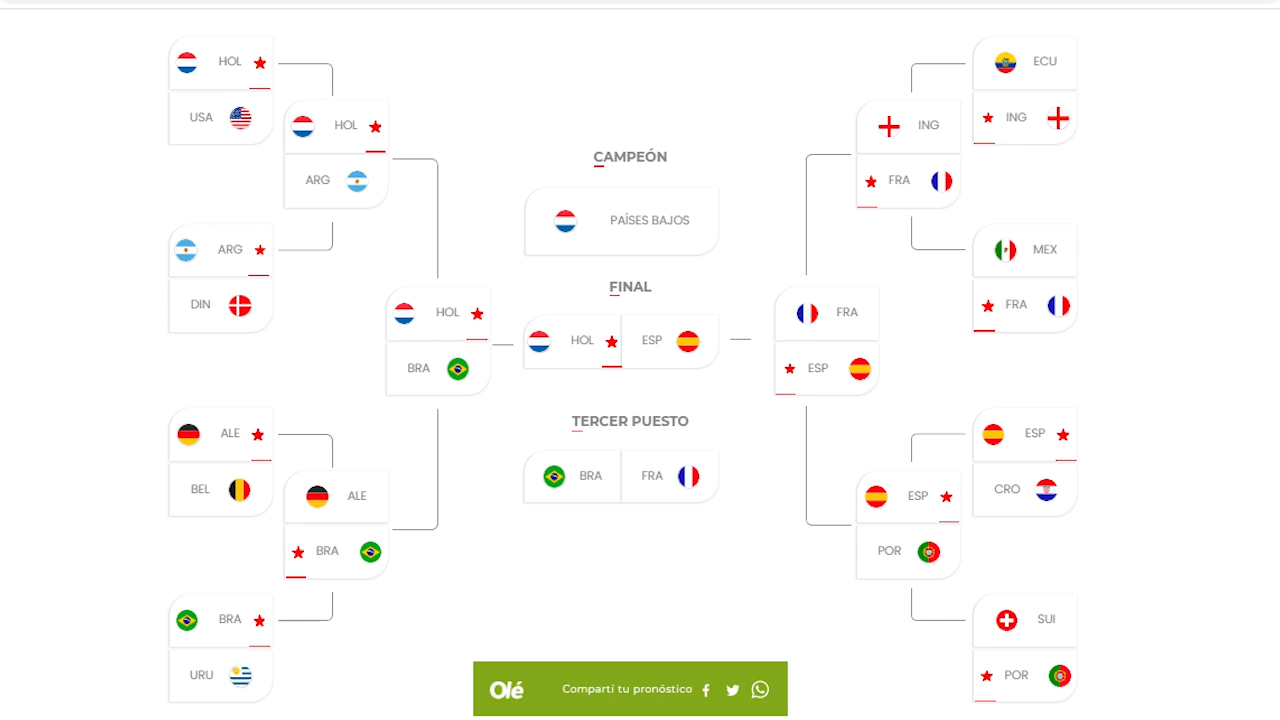 HOL
USA
HOL
ARG
ARG
DIN
HOL
BRA
ALE
BEL
ALE
BRA
BRA
URU
CAMPEÓN
PAÍSES BAJOS
FINAL
HOL ESP
TERCER PUESTO
BRA FRA
ECU
ING
ING
FRA
MEX
FRA
FRA
ESP
ESP
CRO
ESP
POR
SUI
POR
Olé Compartí tu pronóstico